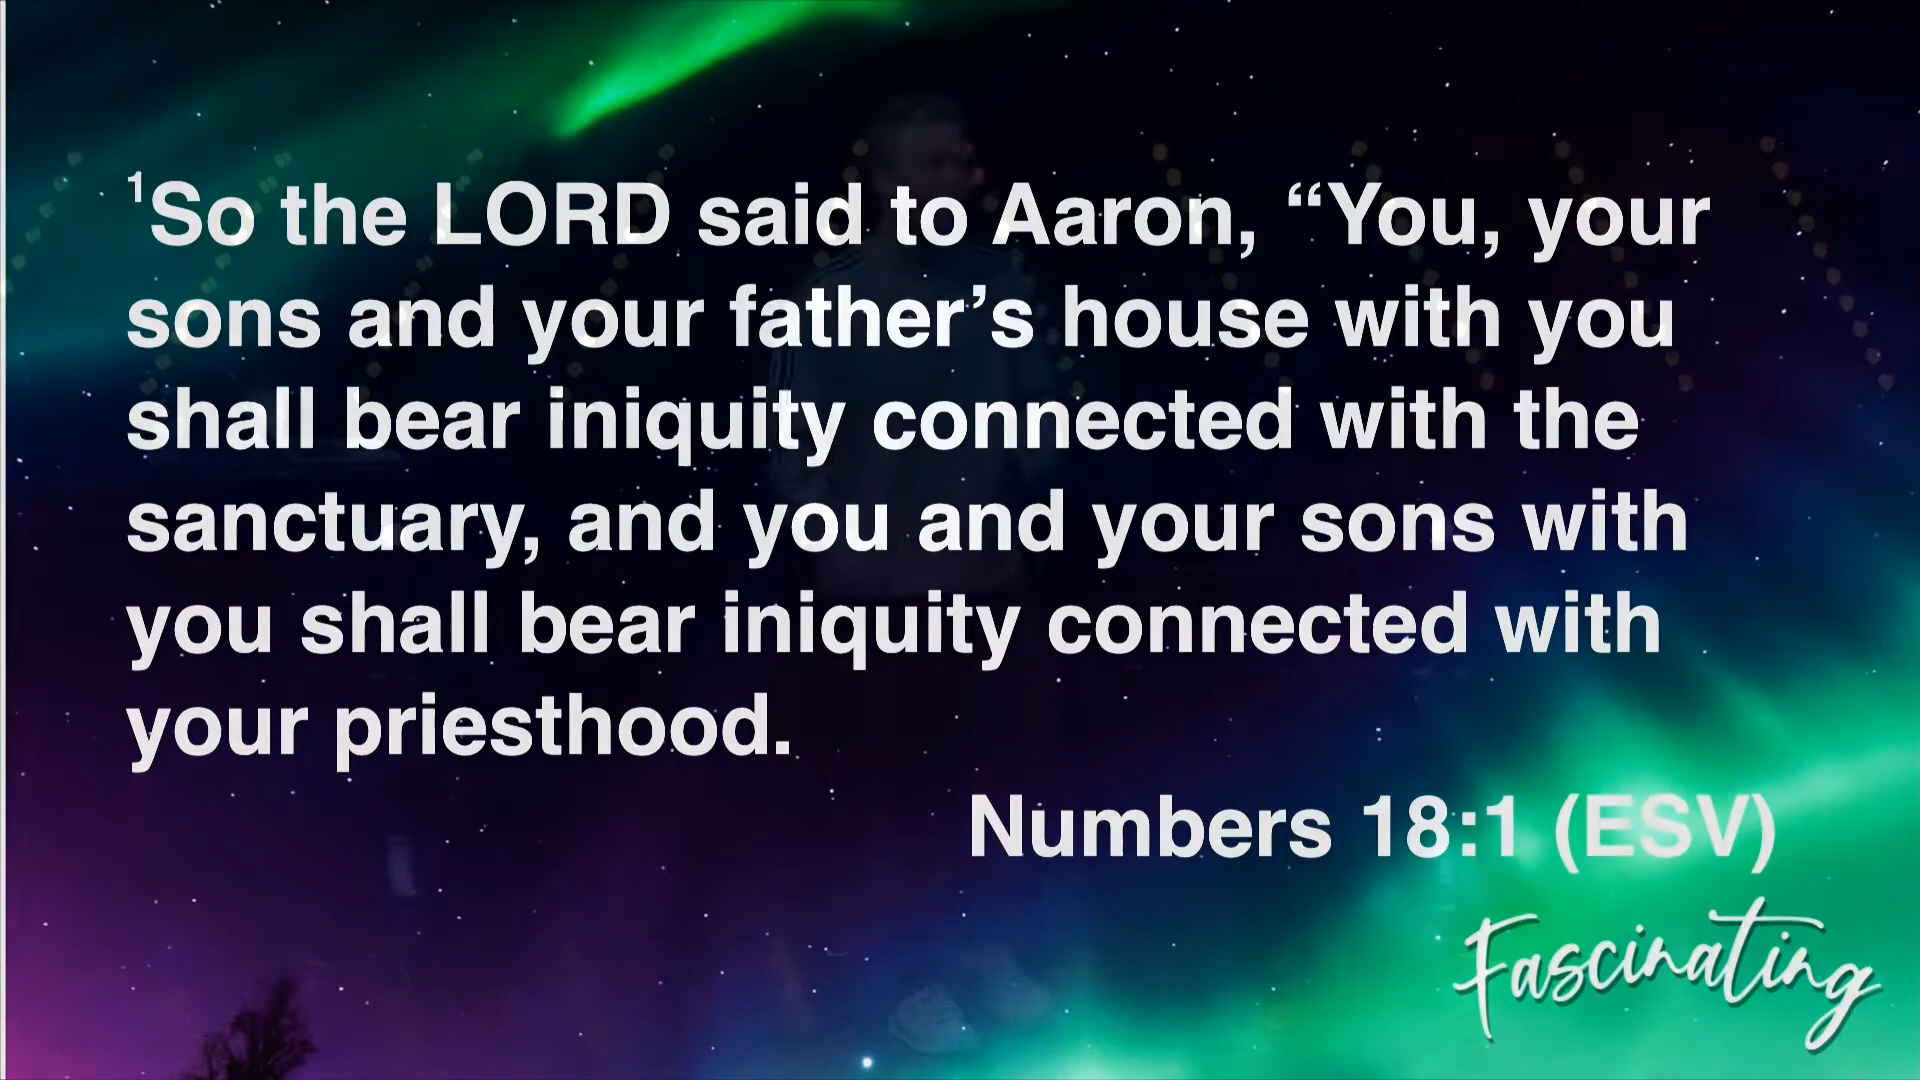 ¹So the LORD said to Aaron, “You, your
sons and your father’s house with you
shall bear iniquity connected with the
sanctuary, and you and your sons with
you shall bear iniquity connected with
your priesthood.
Numbers 18:1 (ESV)
Fascinating